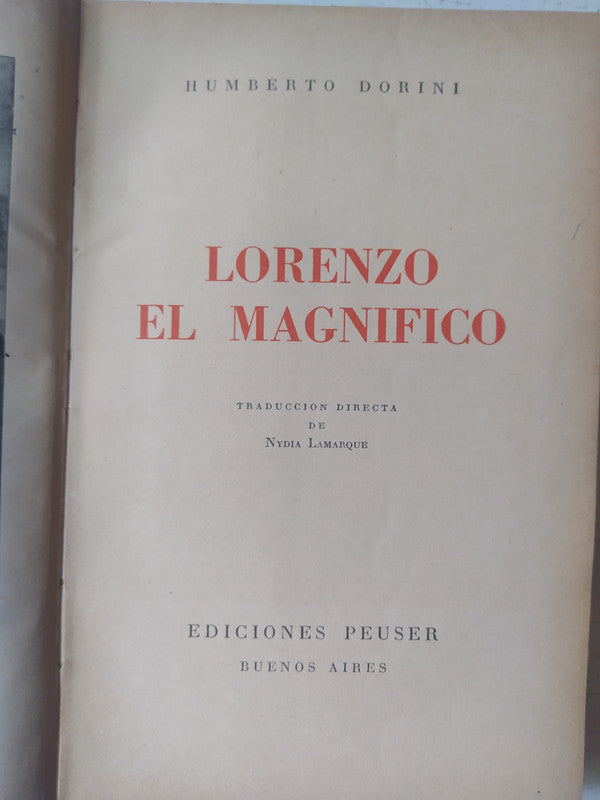 HUMBERTO DORINI
LORENZO
EL MAGNIFICO
TRADUCCION DIRECTA
DE
NYDIA LAMARQUE
EDICIONES PEUSER
BUENOS AIRES